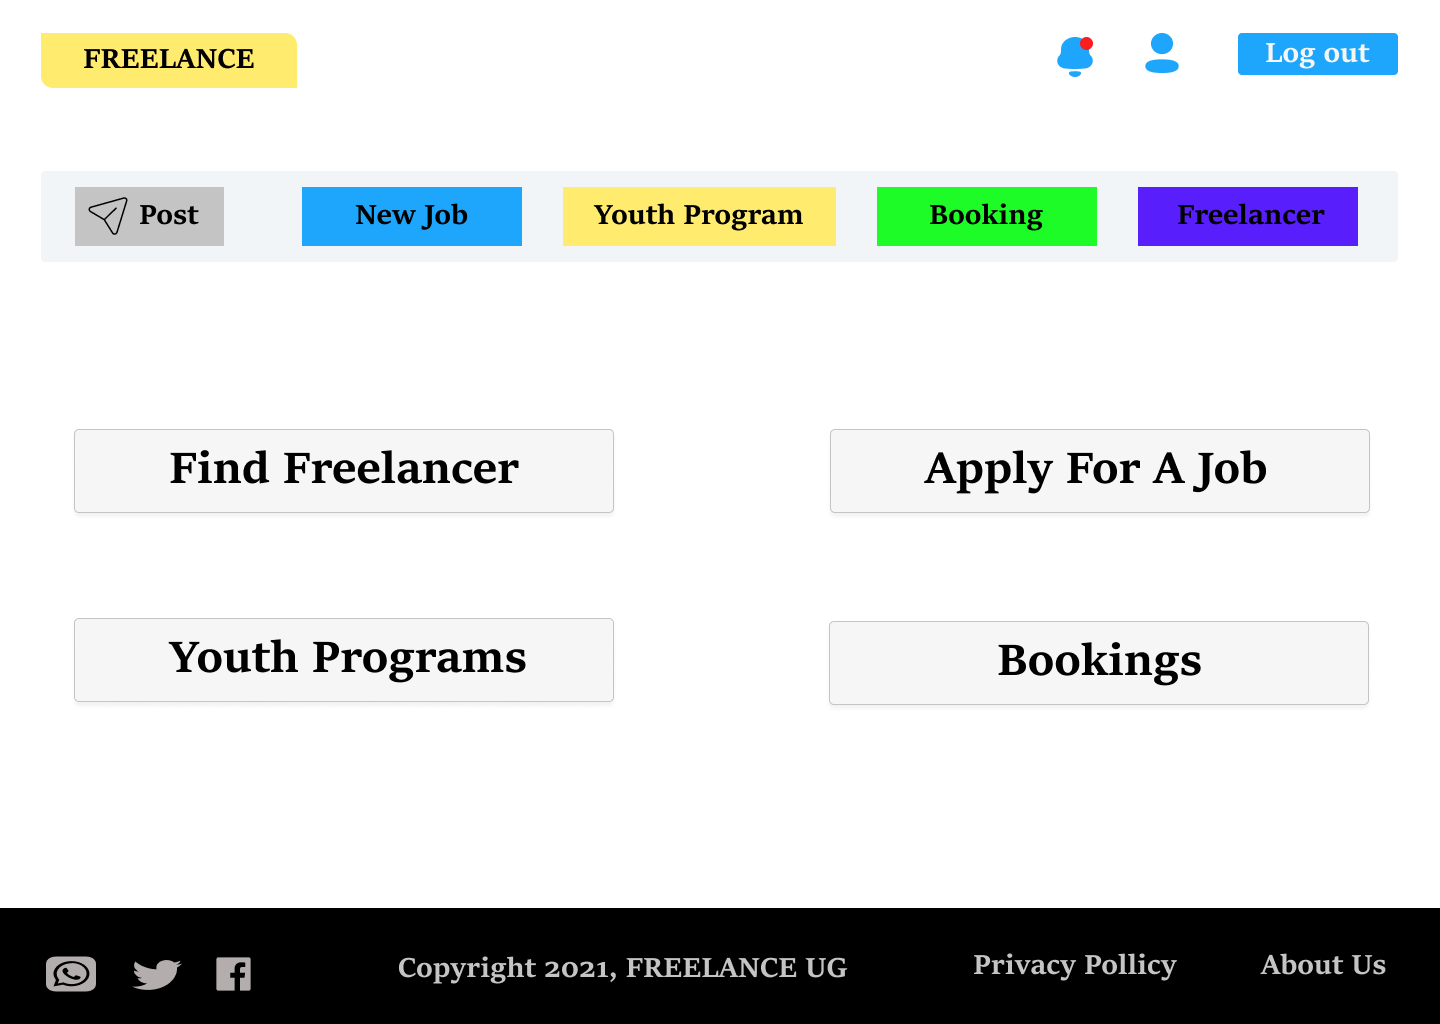 FREELANCE
Log out
Post
New Job
Youth Program
Booking
Freelancer
Find Freelancer
Apply For A Job
Youth Programs
Bookings
Copyright 2021, FREELANCE UG
Privacy Pollicy
About Us